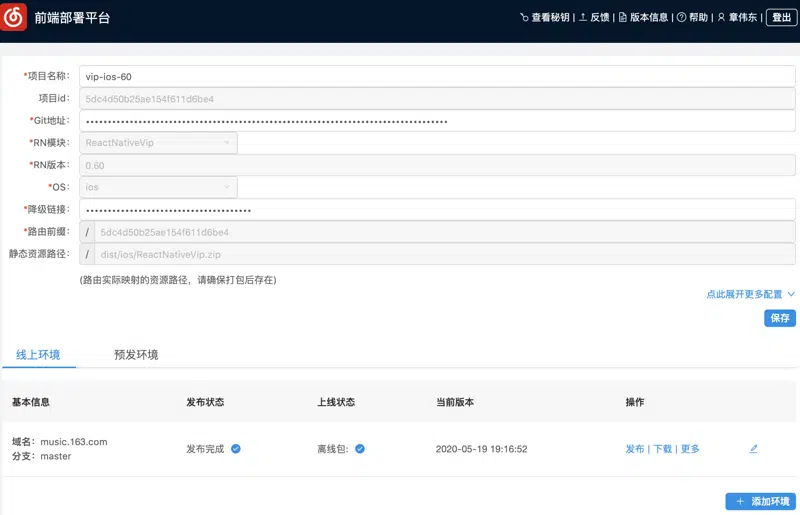 前端部署平台 查看秘钥 | 反馈 | 版本信息 | 帮助 | 章伟东 | 登出
*项目名称: vip-ios-60
项目id: 5dc4d50b25ae154f611d6be4
*Git地址:
*RN模块: ReactNativeVip
*RN版本: 0.60
*OS: ios
*降级链接:
*路由前缀: / 5dc4d50b25ae154f611d6be4
静态资源路径: / dist/ios/ReactNativeVip.zip
(路由实际映射的资源路径，请确保打包后存在)
点此展开更多配置
保存
线上环境 预发环境
基本信息 发布状态 上线状态 当前版本 操作
域名: music.163.com
分支: master
发布完成 离线包: 2020-05-19 19:16:52 发布 | 下载 | 更多
+ 添加环境